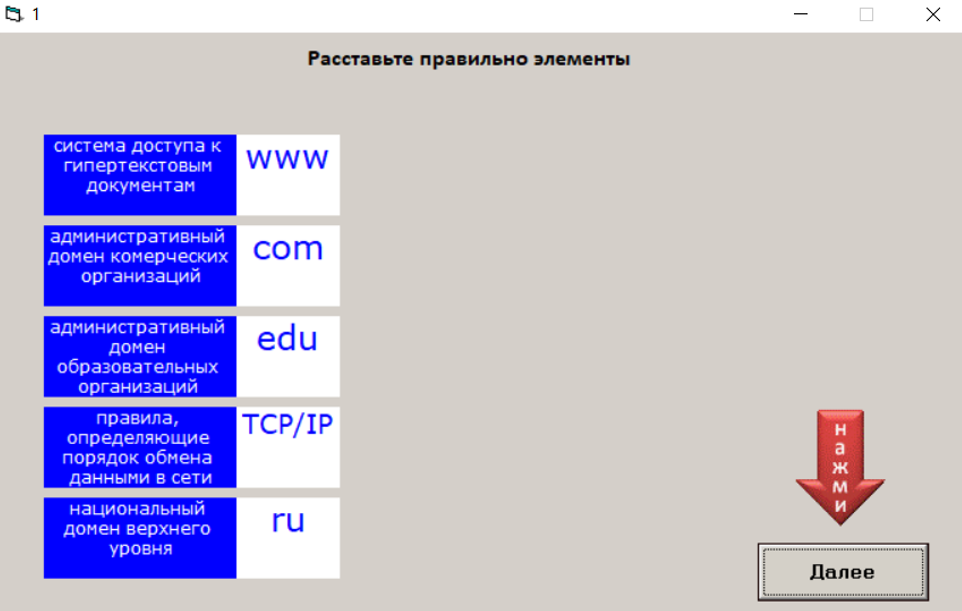 1
Расставьте правильно элементы
система доступа к
гипертекстовым
документам
www
административный
домен комерческих
организаций
com
административный
домен
образовательных
организаций
edu
правила,
определяющие
порядок обмена
данными в сети
TCP/IP
национальный
домен верхнего
уровня
ru
нажми
Далее